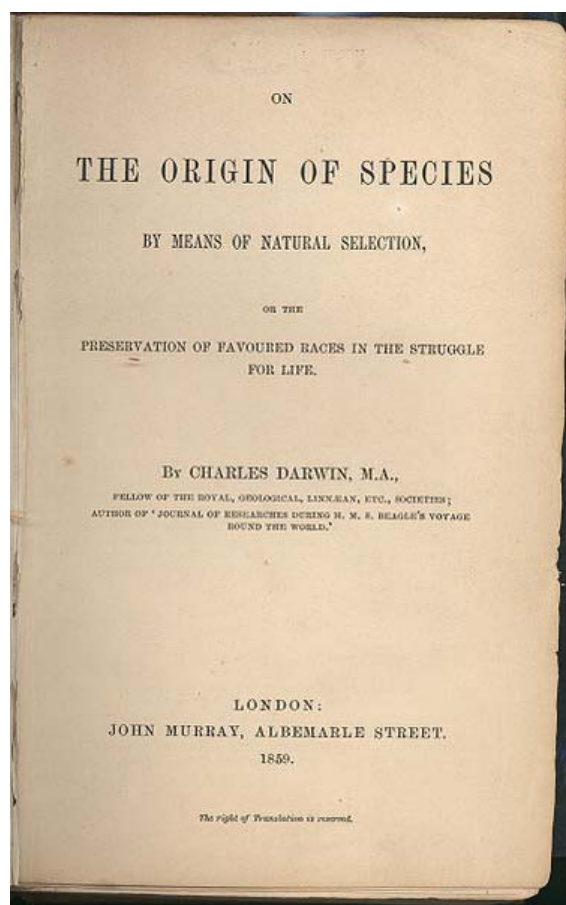 ON
THE ORIGIN OF SPECIES
BY MEANS OF NATURAL SELECTION,
OR THE
PRESERVATION OF FAVOURED RACES IN THE STRUGGLE
FOR LIFE.
BY CHARLES DARWIN, M.A.,
FELLOW OF THE ROYAL, GEOLOGICAL, LINNÆAN, ETC., SOCIETIES;
AUTHOR OF 'JOURNAL OF RESEARCHES DURING H. M. S. BEAGLE'S VOYAGE
ROUND THE WORLD.'
LONDON:
JOHN MURRAY, ALBEMARLE STREET.
1859.
The right of Translation is reserved.